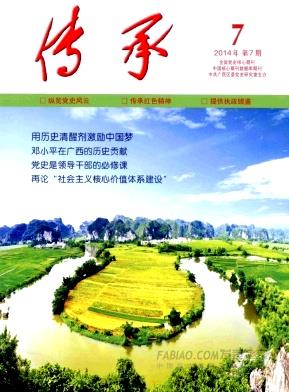 传承
7
2014年 第7期
全国党史核心期刊
中国核心期刊数据库期刊
中共广西区委党史研究室主办
□ 纵览党史风云 □ 传承红色精神 □ 提供执政镜鉴
用历史清醒剂激励中国梦
邓小平在广西的历史贡献
党史是领导干部的必修课
再论“社会主义核心价值体系建设”
FABIAO.COM